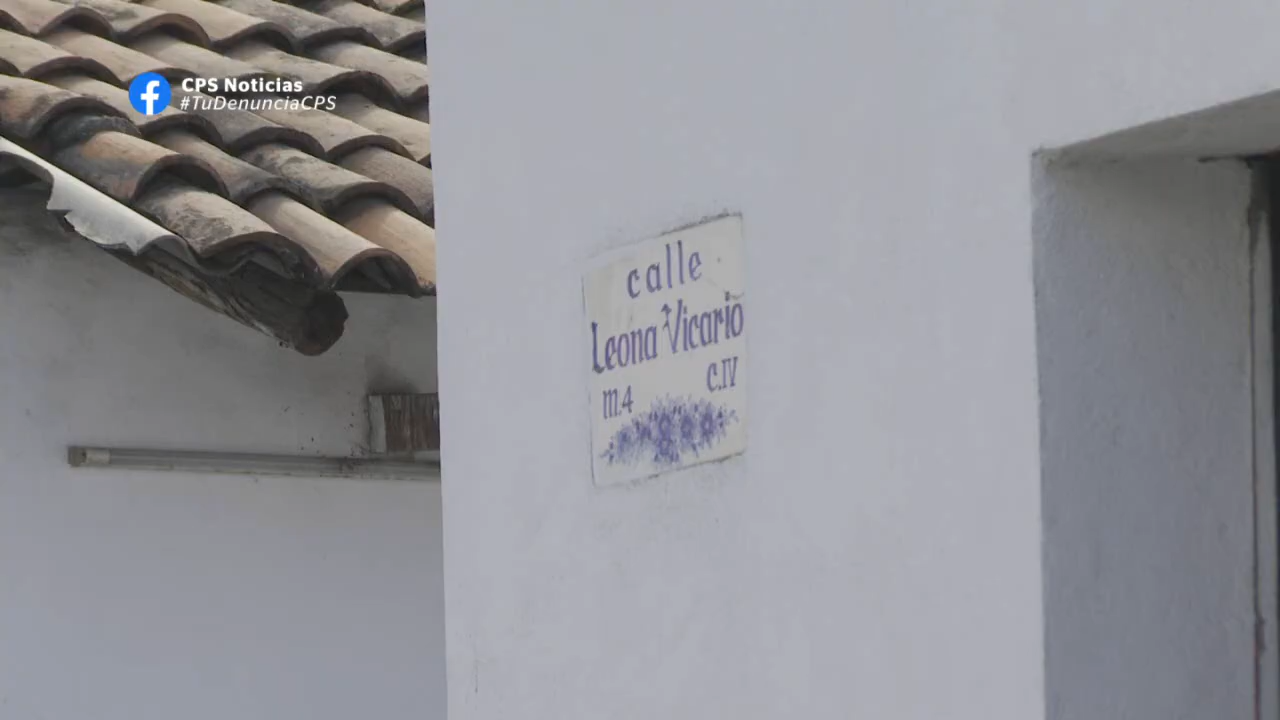 CPS Noticias
#TuDenunciaCPS
calle
Leona Vicario
m.4 c.IV